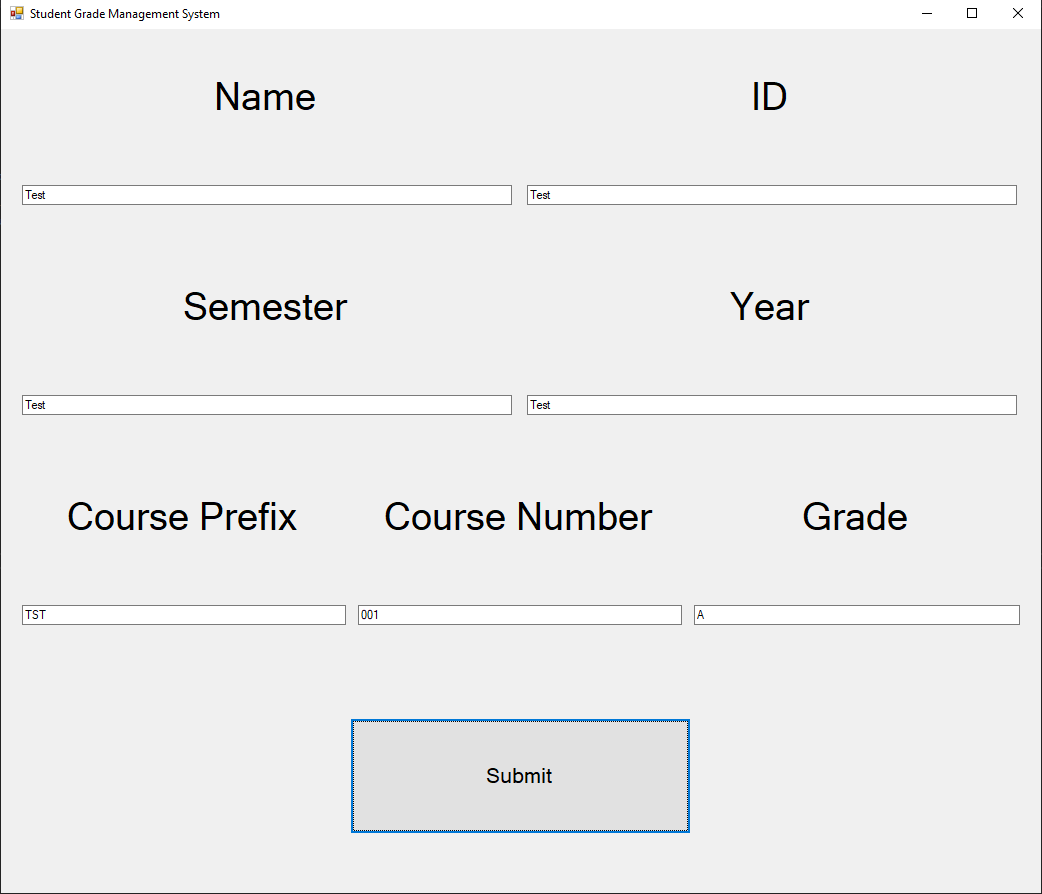 Student Grade Management System
Name
ID
Test
Test
Semester
Year
Test
Test
Course Prefix
Course Number
Grade
TST
001
A
Submit